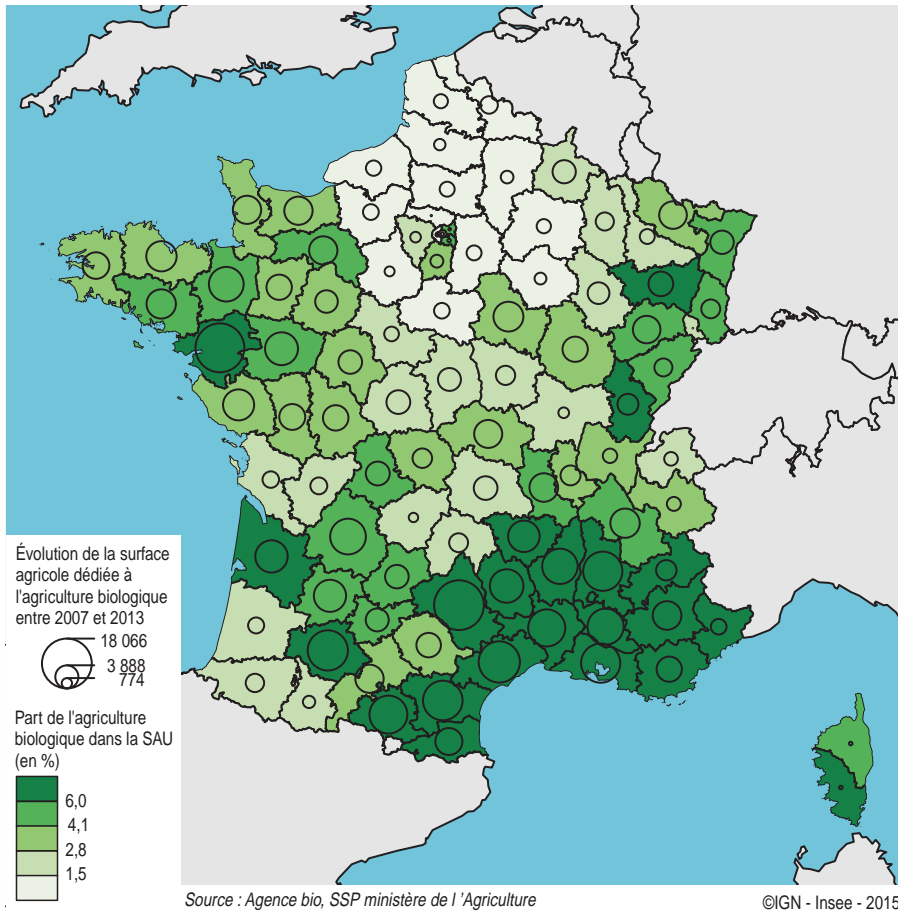 Évolution de la surface
agricole dédiée à
l'agriculture biologique
entre 2007 et 2013
18 066
3 888
774
Part de l'agriculture
biologique dans la SAU
(en %)
6,0
4,1
2,8
1,5
Source : Agence bio, SSP ministère de l 'Agriculture
©IGN - Insee - 2015